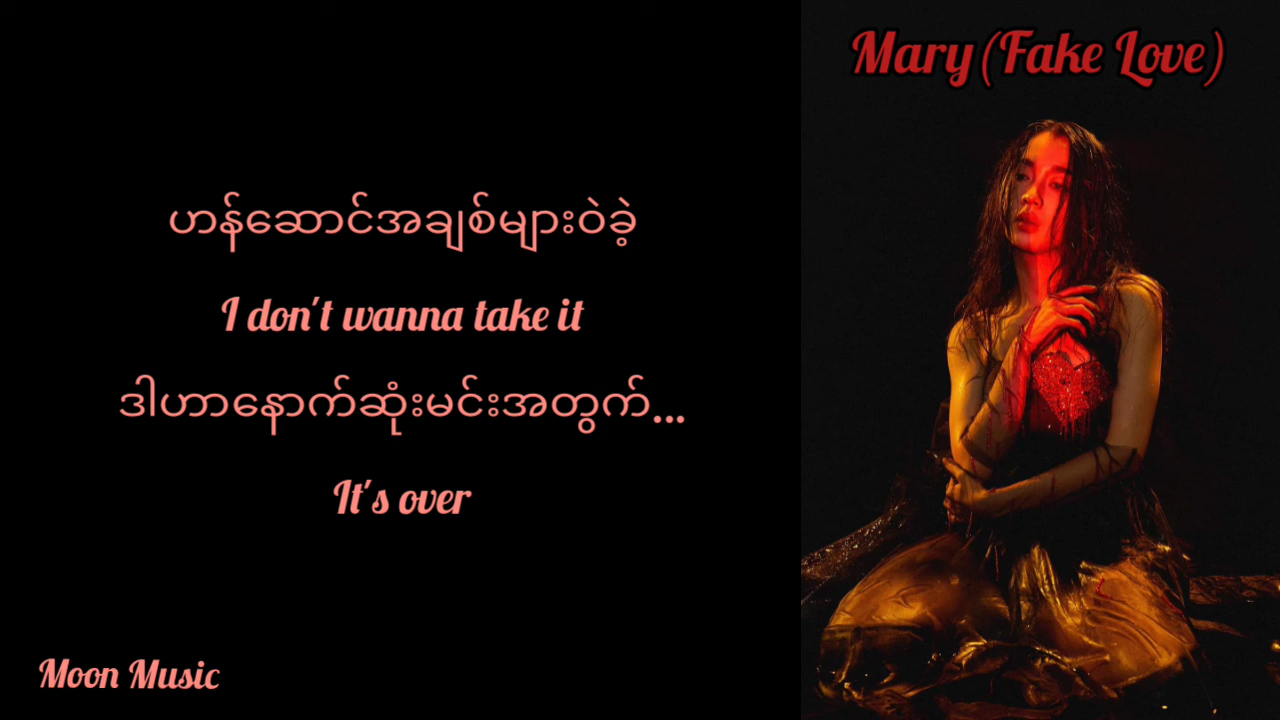 Mary (Fake Love)
ဟန်ဆောင်အချစ်များဝဲခဲ့
I don't wanna take it
ဒါဟာနောက်ဆုံးမင်းအတွက်...
It's over
Moon Music